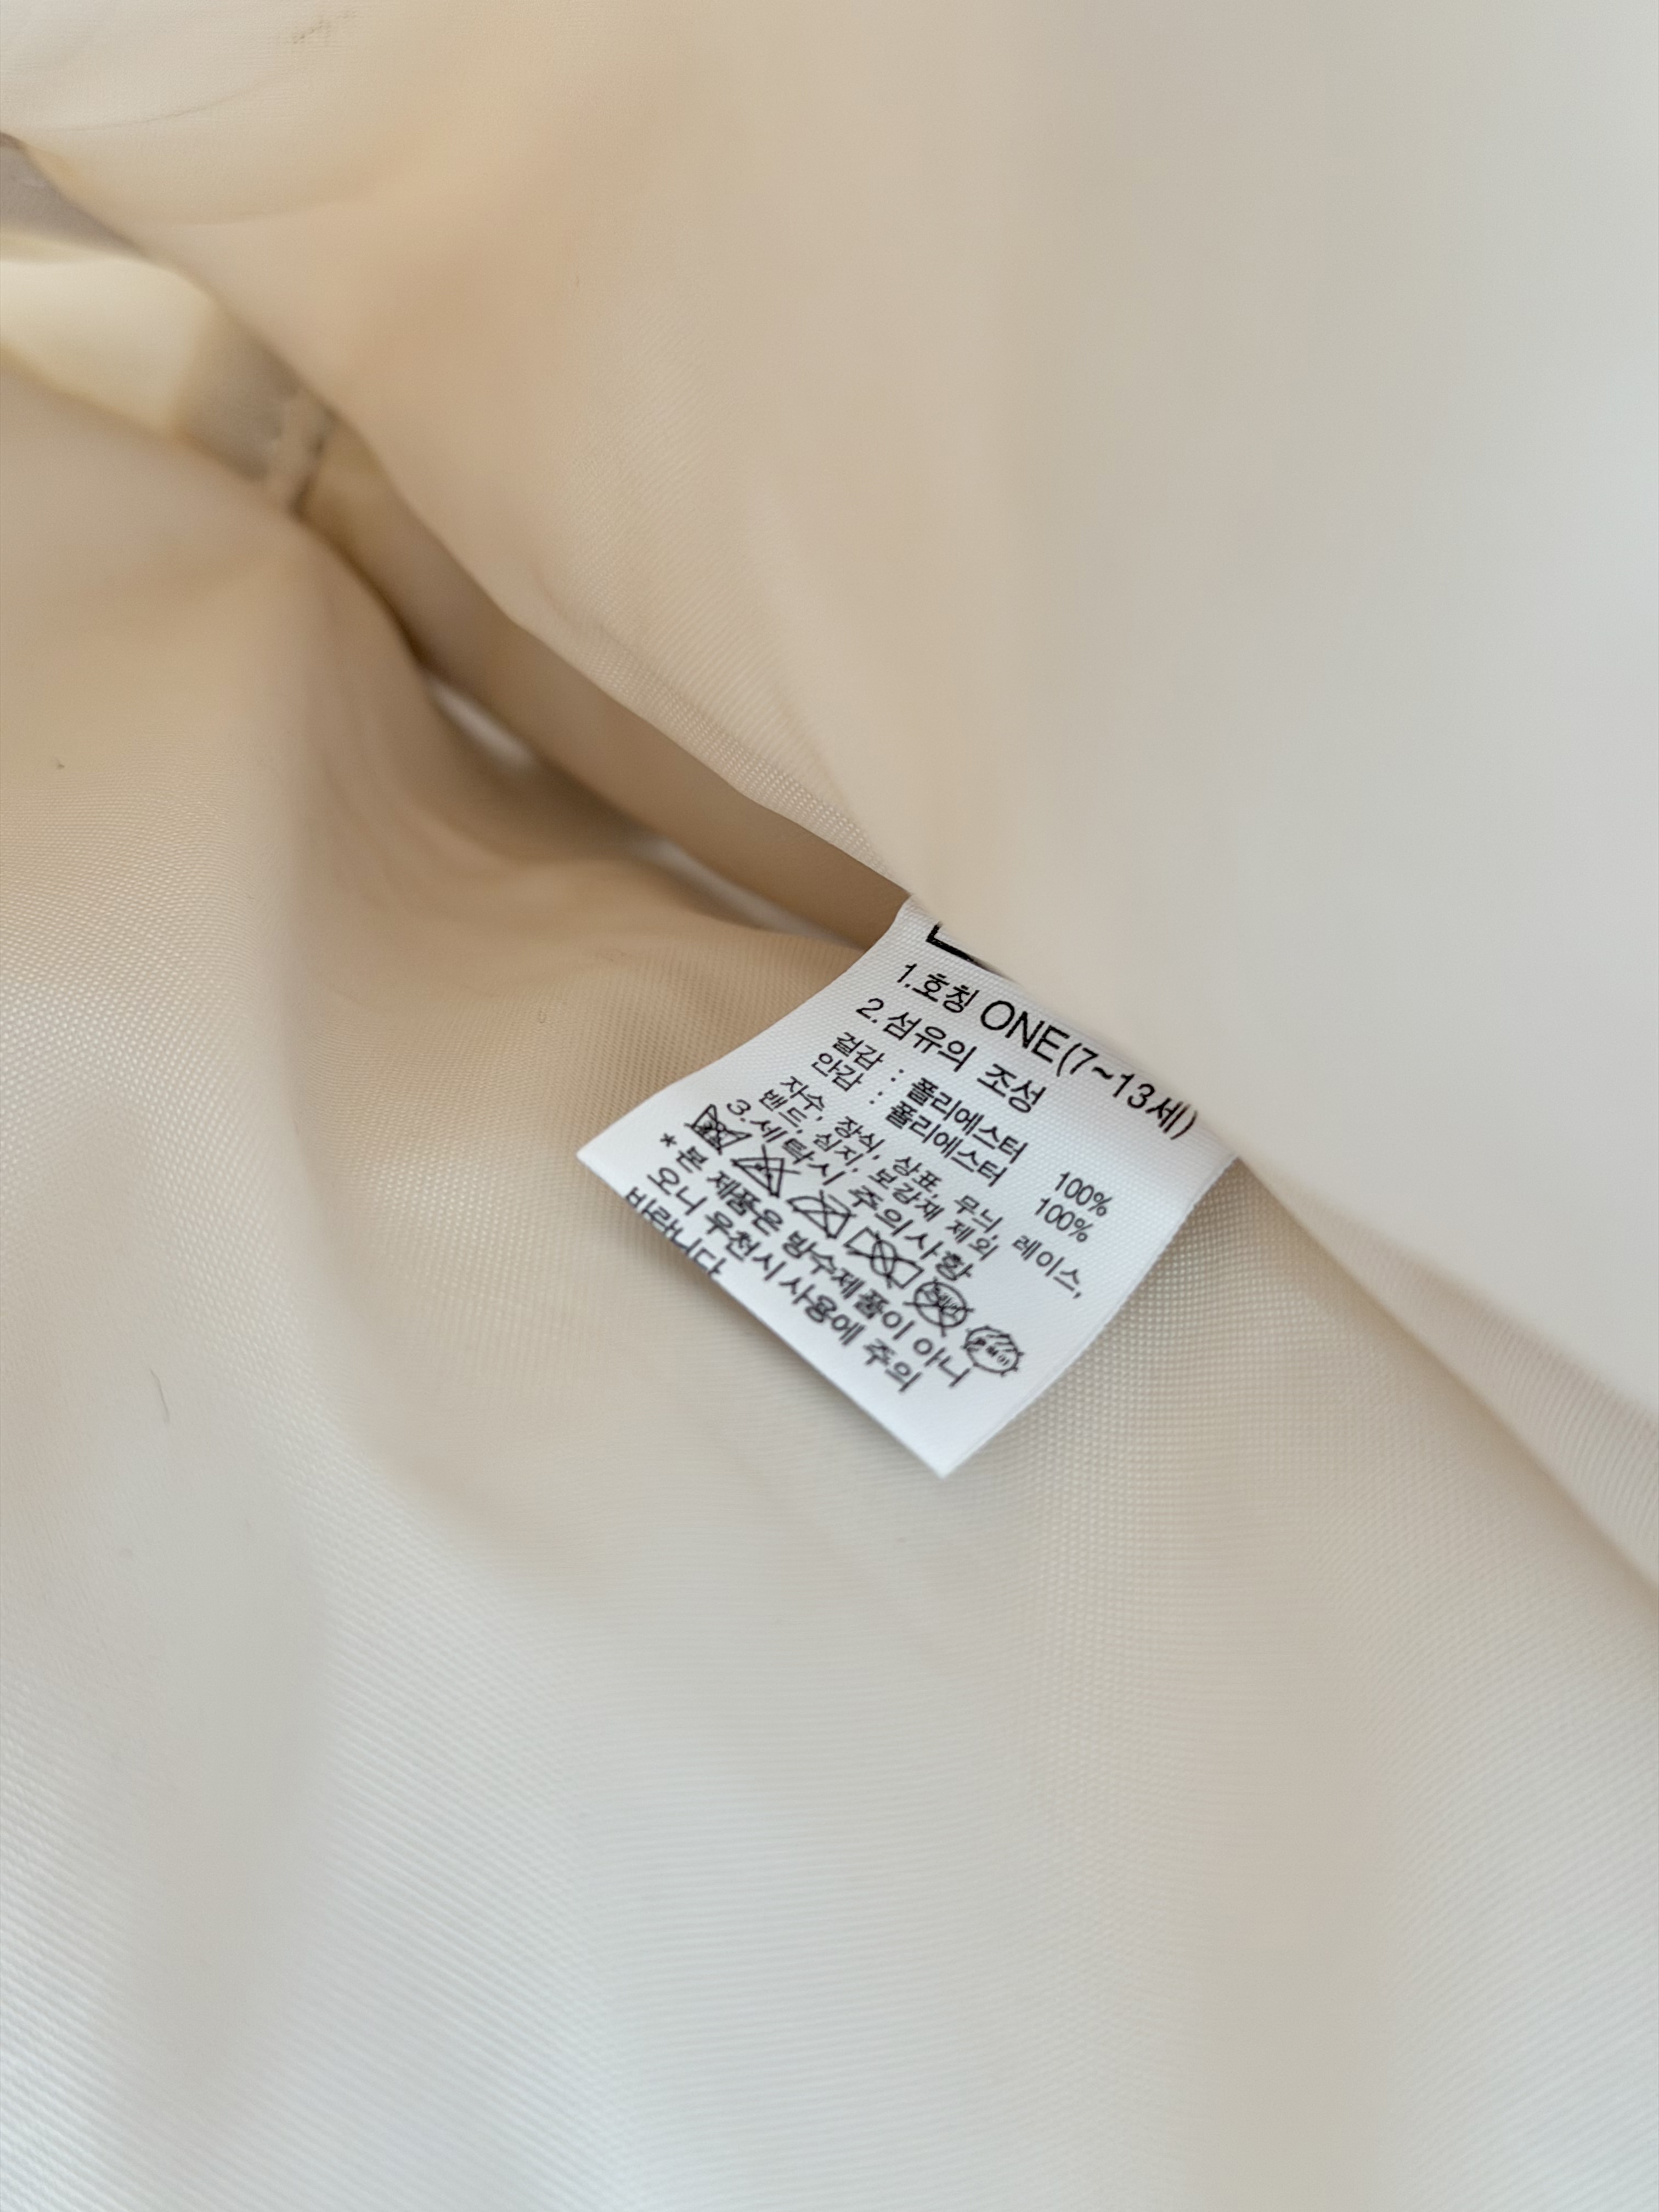 1.호칭 ONE(7~13세)
2.섬유의 조성
겉감 : 폴리에스터 100%
안감 : 폴리에스터 100%
자수, 장식, 상표, 무늬, 레이스,
밴드, 심지, 보강재 제외
3.세탁시 주의사항
*본 제품은 방수제품이 아니
오니 우천시 사용에 주의
바랍니다.